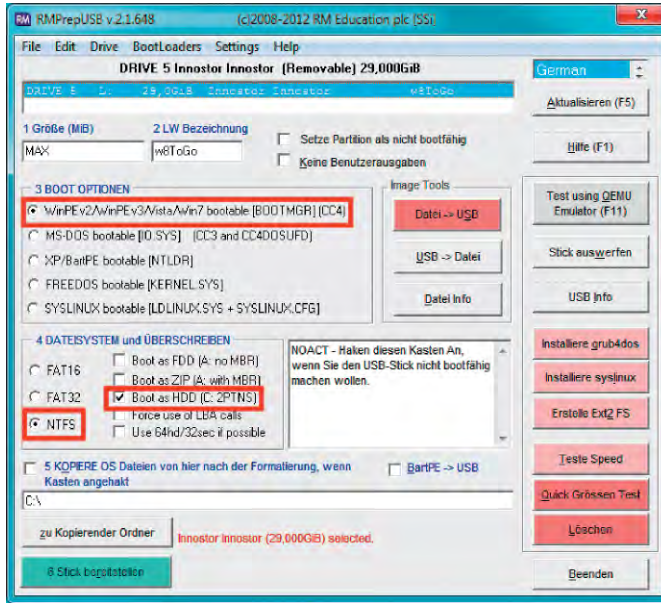 RMPrepUSB v.2.1.648 (c)2008-2012 RM Education plc [SSi]
File Edit Drive BootLoaders Settings Help
DRIVE 5 Innostor Innostor (Removable) 29,000GiB
German
DRIVE 5 L: 29,0GiB Innostor Innostor w8ToGo
Aktualisieren (F5)
1 Größe (MiB) 2 LW Bezeichnung
Setze Partition als nicht bootfähig
MAX w8ToGo
Keine Benutzerausgaben
Hilfe (F1)
3 BOOT OPTIONEN
WinPEv2/WinPEv3/Vista/Win7 bootable [BOOTMGR] (CC4)
MS-DOS bootable [IO.SYS] (CC3 and CC4DOSUFD)
XP/BartPE bootable [NTLDR]
FREEDOS bootable [KERNEL.SYS]
SYSLINUX bootable [LDLINUX.SYS + SYSLINUX.CFG]
Image Tools
Datei -> USB
USB -> Datei
Datei Info
Test using QEMU
Emulator (F11)
Stick auswerfen
USB Info
4 DATEISYSTEM und ÜBERSCHREIBEN
FAT16
FAT32
NTFS
Boot as FDD (A: no MBR)
Boot as ZIP (A: with MBR)
Boot as HDD (C: 2PTNS)
Force use of LBA calls
Use 64hd/32sec if possible
NOACT - Haken diesen Kasten An,
wenn Sie den USB-Stick nicht bootfähig
machen wollen.
Installiere grub4dos
Installiere syslinux
Erstelle Ext2 FS
5 KOPIERE OS Dateien von hier nach der Formatierung, wenn
Kasten angehakt
BartPE -> USB
C:\
Teste Speed
Quick Grössen Test
Löschen
zu Kopierender Ordner
Innostor Innostor (29,000GiB) selected.
6 Stick bereitstellen
Beenden